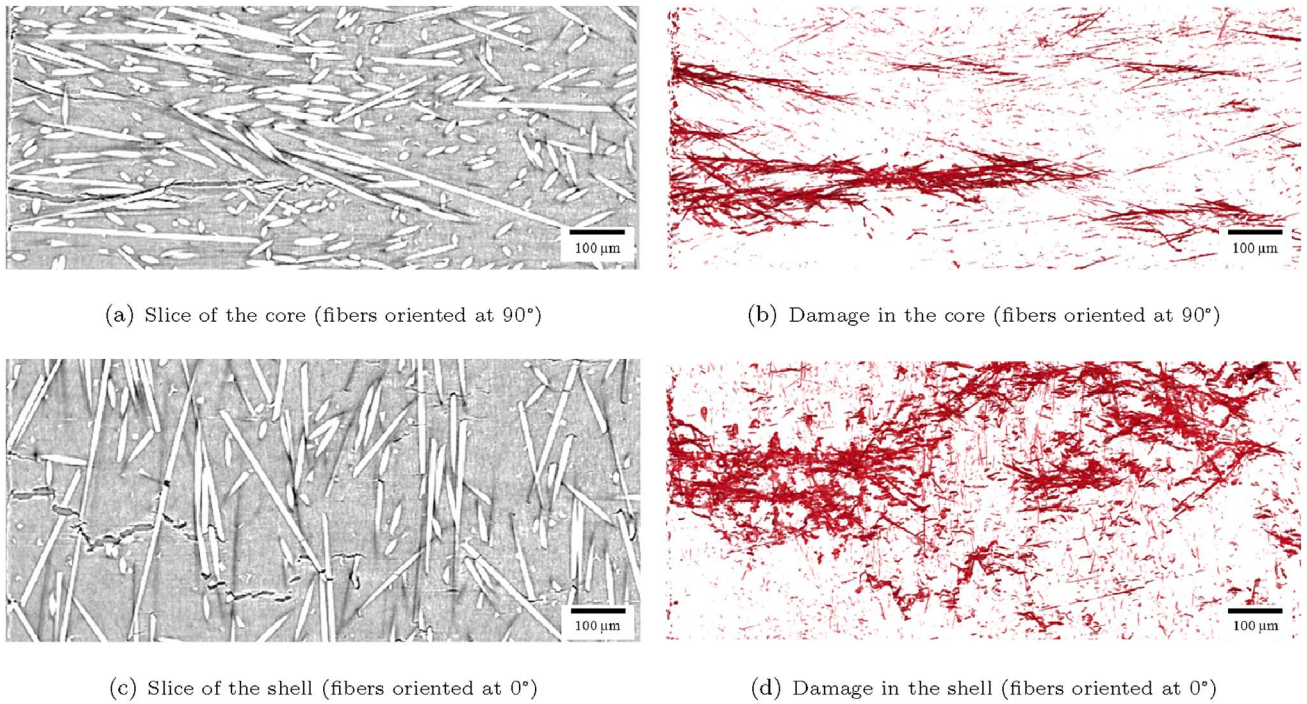 100 µm
100 µm
(a) Slice of the core (fibers oriented at 90°)
(b) Damage in the core (fibers oriented at 90°)
100 µm
100 µm
(c) Slice of the shell (fibers oriented at 0°)
(d) Damage in the shell (fibers oriented at 0°)